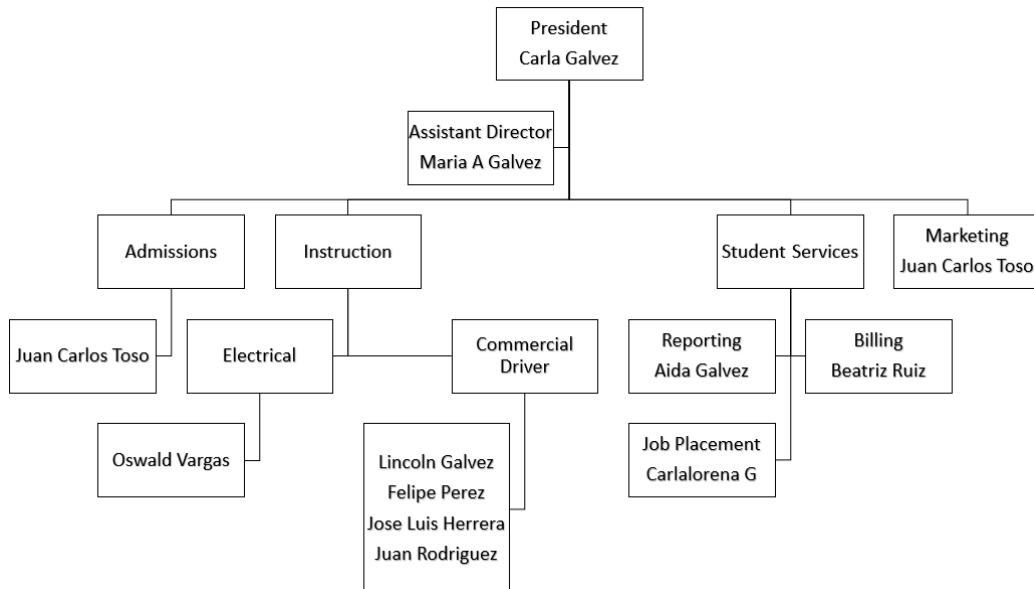 President
Carla Galvez
Assistant Director
Maria A Galvez
Admissions
Instruction
Student Services
Marketing
Juan Carlos Toso
Juan Carlos Toso
Electrical
Commercial
Driver
Reporting
Aida Galvez
Billing
Beatriz Ruiz
Oswald Vargas
Lincoln Galvez
Felipe Perez
Jose Luis Herrera
Juan Rodriguez
Job Placement
Carlalorena G